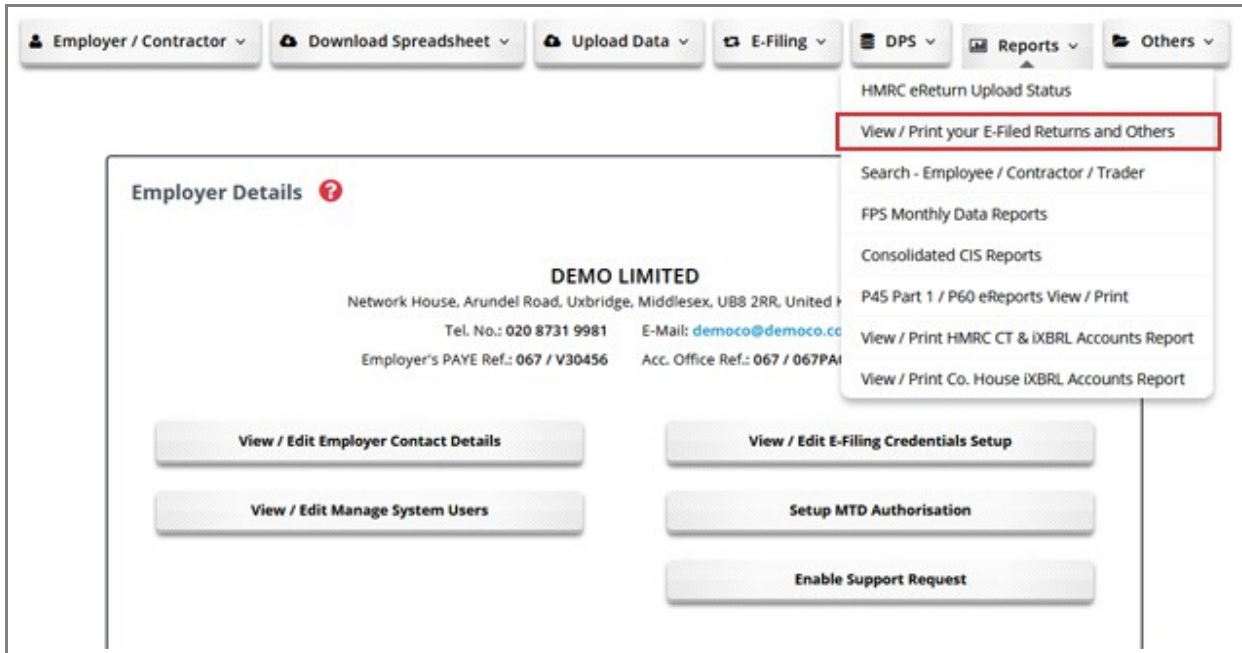 Employer / Contractor
Download Spreadsheet
Upload Data
E-Filing
DPS
Reports
Others
HMRC eReturn Upload Status
View / Print your E-Filed Returns and Others
Search - Employee / Contractor / Trader
FPS Monthly Data Reports
Consolidated CIS Reports
P45 Part 1 / P60 eReports View / Print
View / Print HMRC CT & iXBRL Accounts Report
View / Print Co. House iXBRL Accounts Report
Employer Details ?
DEMO LIMITED
Network House, Arundel Road, Uxbridge, Middlesex, UB8 2RR, United
Tel. No.: 020 8731 9981 E-Mail: democo@democo.co
Employer's PAYE Ref.: 067 / V30456 Acc. Office Ref.: 067 / 067PA
View / Edit Employer Contact Details
View / Edit E-Filing Credentials Setup
View / Edit Manage System Users
Setup MTD Authorisation
Enable Support Request